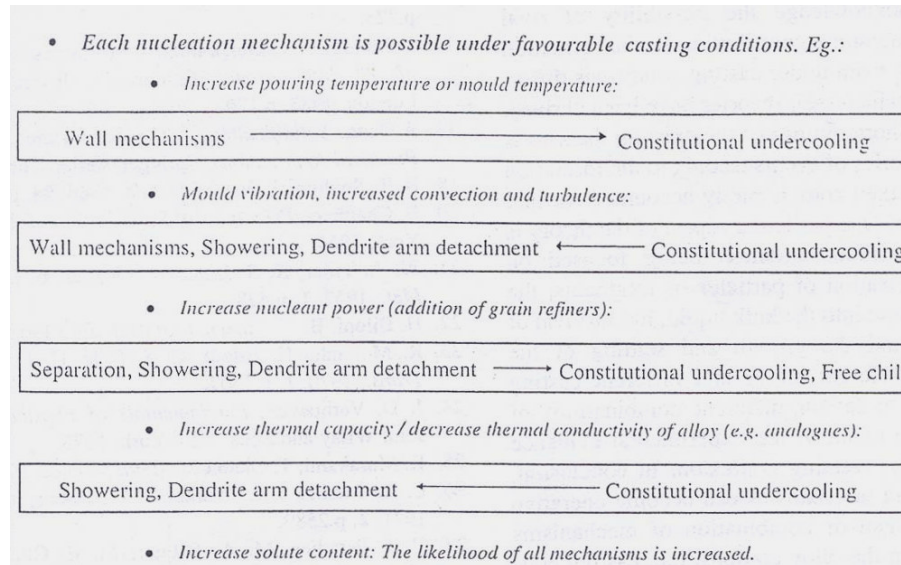 • Each nucleation mechanism is possible under favourable casting conditions. Eg.:
• Increase pouring temperature or mould temperature:
Wall mechanisms → Constitutional undercooling
• Mould vibration, increased convection and turbulence:
Wall mechanisms, Showering, Dendrite arm detachment ← Constitutional undercooling
• Increase nucleant power (addition of grain refiners):
Separation, Showering, Dendrite arm detachment → Constitutional undercooling, Free chil
• Increase thermal capacity / decrease thermal conductivity of alloy (e.g. analogues):
Showering, Dendrite arm detachment ← Constitutional undercooling
• Increase solute content: The likelihood of all mechanisms is increased.